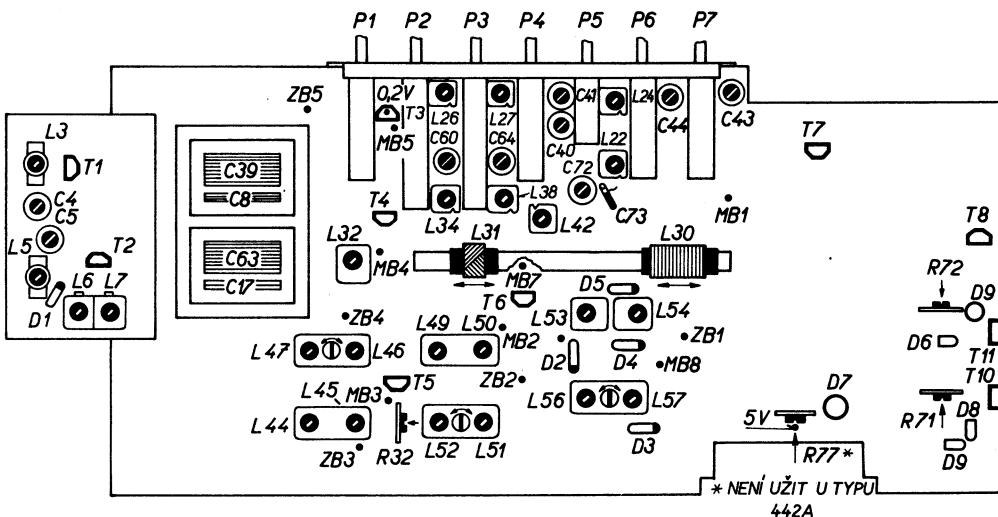 P1 P2 P3 P4 P5 P6 P7
ZB5
0,2V
T3
MB5
L26
C60
L27
C64
C41
C40
L24
L22
C44
C43
T7
L3
T1
C4
C5
L5
T2
L6 L7
D1
C39
C8
C63
C17
T4
L34
L38
L42
C72
C73
MB1
T8
L32
MB4
L31
MB7
L30
T6
D5
R72
D9
D6
T11
T10
ZB4
L47
L46
L49
L50
MB2
L53
L54
D2
D4
ZB1
MB8
ZB2
L45
MB3
T5
L44
ZB3
R32
L52
L51
L56
L57
D3
D7
5V
R77 *
R71
D8
D9
* NENÍ UŽIT U TYPU
442A